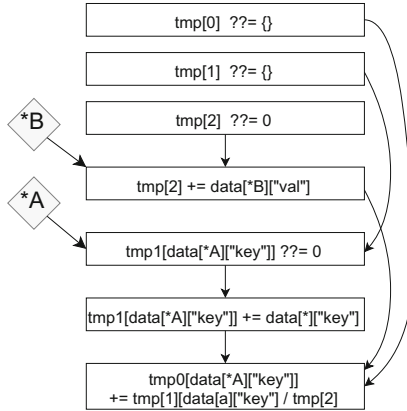 tmp[0] ??= {}
tmp[1] ??= {}
tmp[2] ??= 0
*B
tmp[2] += data[*B]["val"]
*A
tmp1[data[*A]["key"]] ??= 0
tmp1[data[*A]["key"]] += data[*]["key"]
tmp0[data[*A]["key"]]
+= tmp[1][data[a]["key"] / tmp[2]